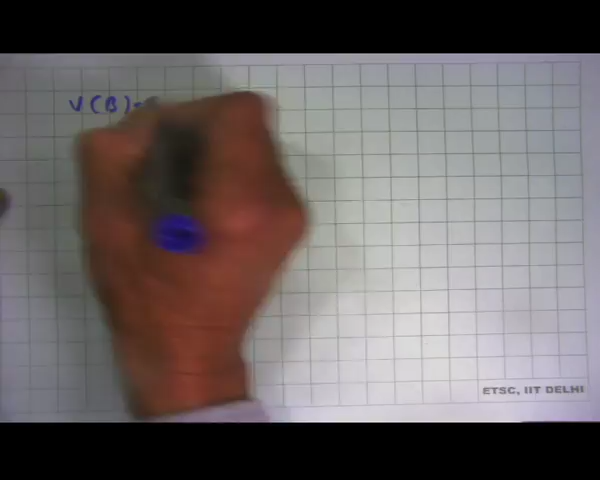 V(B)=
ETSC, IIT DELHI